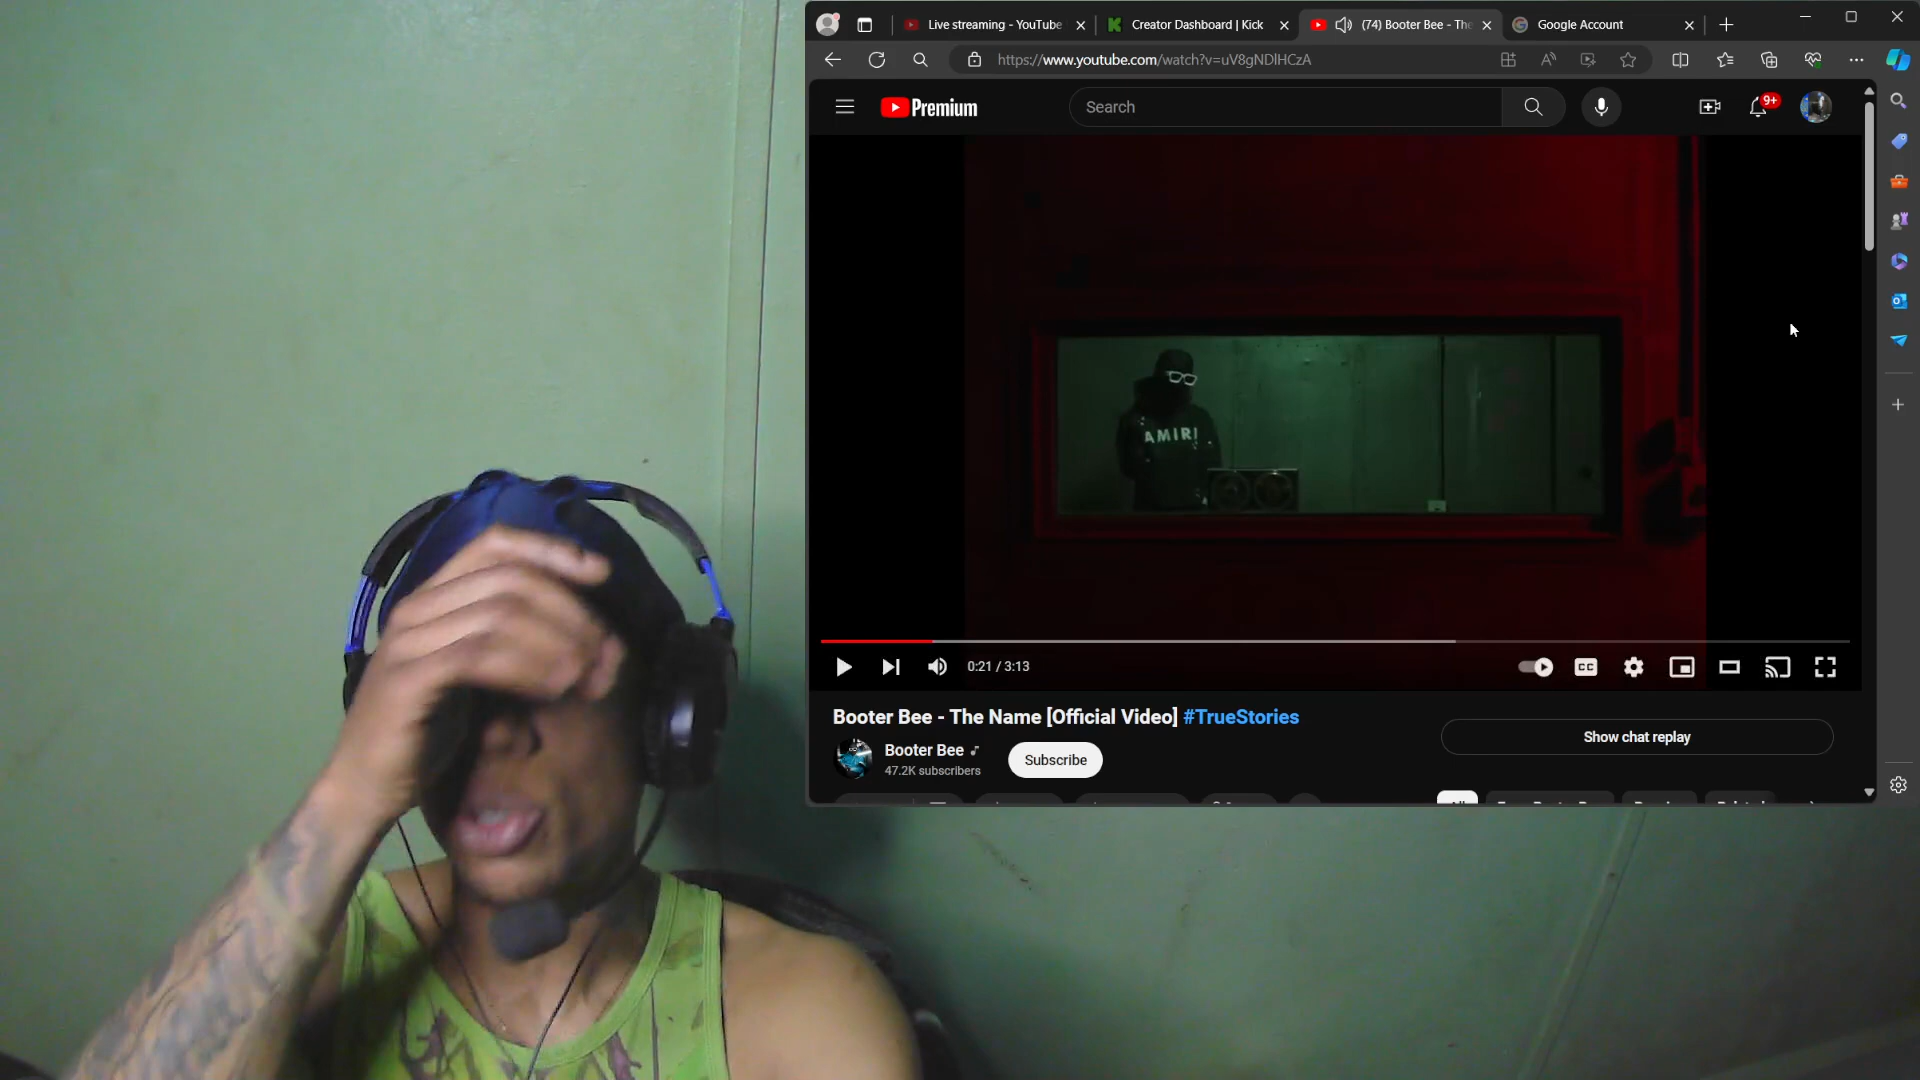 Live streaming - YouTube
Creator Dashboard | Kick
(74) Booter Bee - The
Google Account
https://www.youtube.com/watch?v=uV8gNDlHCzA
Premium
Search
9+
AMIRI
0:21 / 3:13
CC
Booter Bee - The Name [Official Video] #TrueStories
Booter Bee
47.2K subscribers
Subscribe
Show chat replay